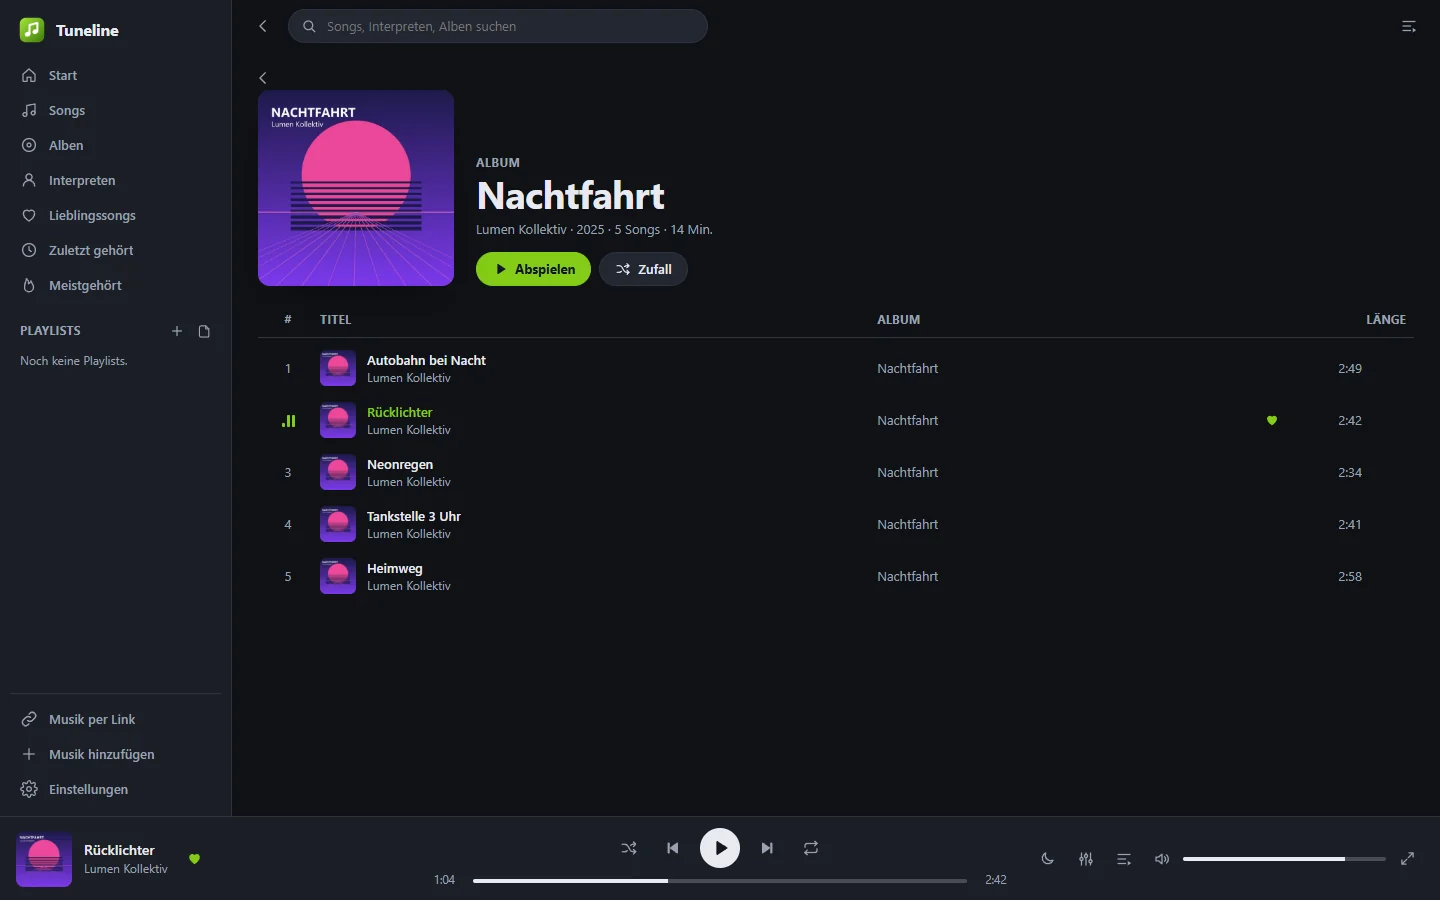 Tuneline
Songs, Interpreten, Alben suchen
Start
Songs
Alben
Interpreten
Lieblingssongs
Zuletzt gehört
Meistgehört
PLAYLISTS
Noch keine Playlists.
Musik per Link
Musik hinzufügen
Einstellungen
NACHTFAHRT
Lumen Kollektiv
ALBUM
Nachtfahrt
Lumen Kollektiv · 2025 · 5 Songs · 14 Min.
Abspielen Zufall
# TITEL ALBUM LÄNGE
1 Autobahn bei Nacht Nachtfahrt 2:49
Lumen Kollektiv
Rücklichter Nachtfahrt 2:42
Lumen Kollektiv
3 Neonregen Nachtfahrt 2:34
Lumen Kollektiv
4 Tankstelle 3 Uhr Nachtfahrt 2:41
Lumen Kollektiv
5 Heimweg Nachtfahrt 2:58
Lumen Kollektiv
NACHTFAHRT
Rücklichter
Lumen Kollektiv
1:04 2:42